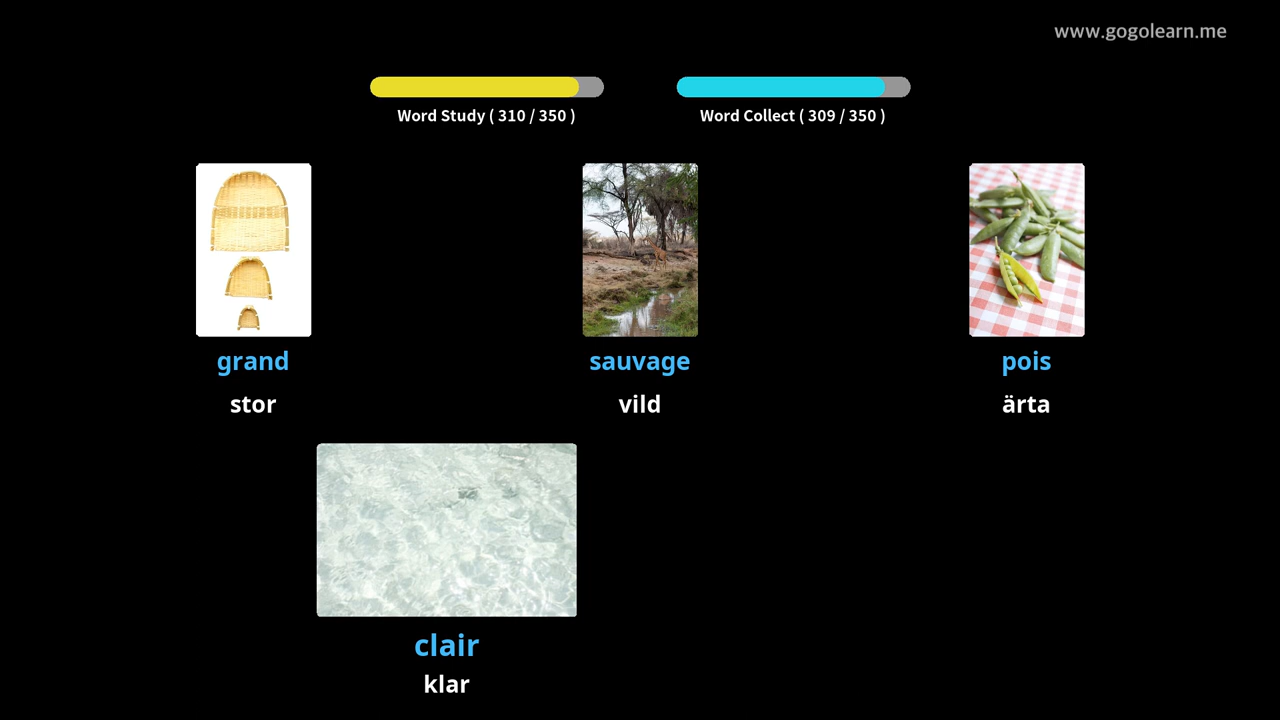 www.gogolearn.me
Word Study ( 310 / 350 )
Word Collect ( 309 / 350 )
grand
stor
sauvage
vild
pois
ärta
clair
klar